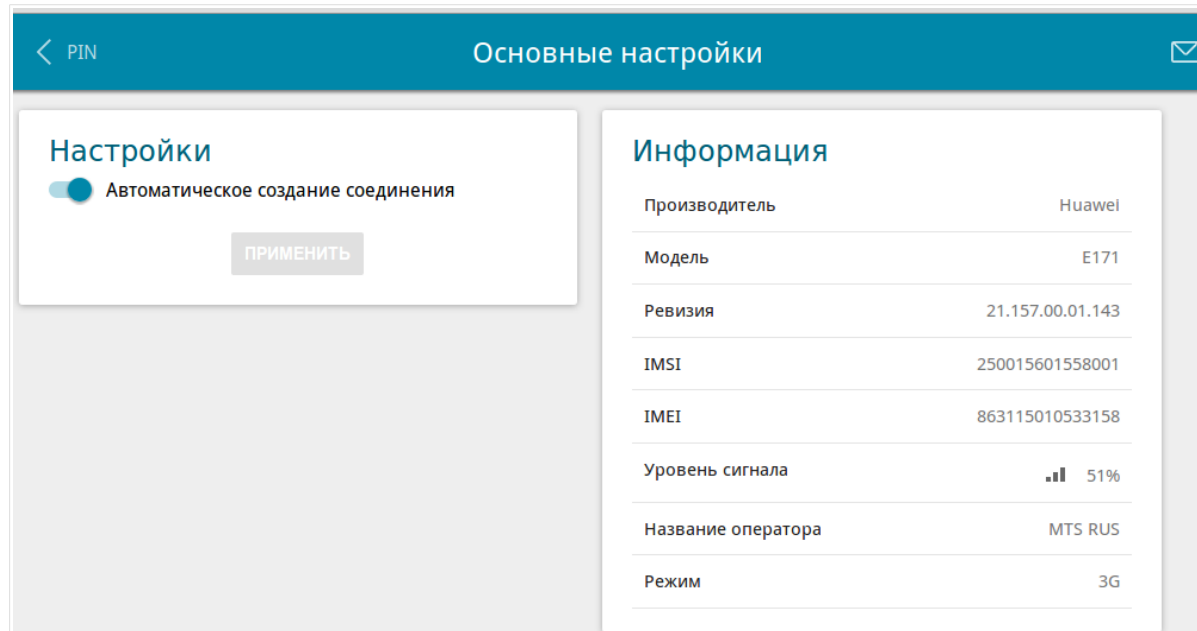 PIN
Основные настройки
Настройки
Автоматическое создание соединения
ПРИМЕНИТЬ
Информация
Производитель Huawei
Модель E171
Ревизия 21.157.00.01.143
IMSI 250015601558001
IMEI 863115010533158
Уровень сигнала 51%
Название оператора MTS RUS
Режим 3G